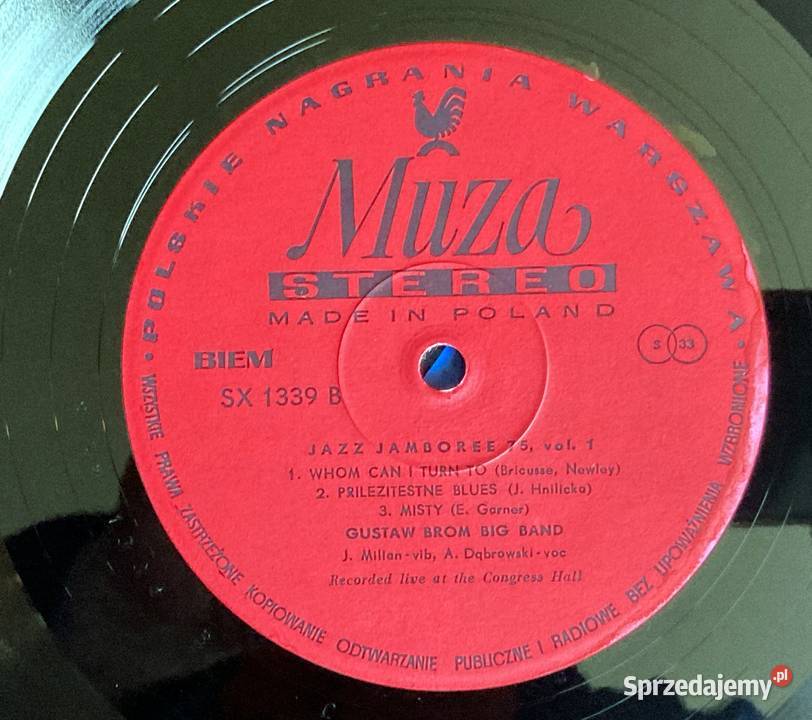 • POLSKIE NAGRANIA WARSZAWA •
Muza
STEREO
MADE IN POLAND
BIEM
S 33
SX 1339 B
JAZZ JAMBOREE 75, vol. 1
1. WHOM CAN I TURN TO (Bricusse, Newley)
2. PRILEZITESTNE BLUES (J. Hnilicka)
3. MISTY (E. Garner)
GUSTAW BROM BIG BAND
J. Millan-vib, A. Dąbrowski-voc
Recorded live at the Congress Hall
WSZYSTKIE PRAWA ZASTRZEŻONE KOPIOWANIE ODTWARZANIE PUBLICZNE I RADIOWE BEZ UPOWAŻNIENIA WZBRONIONE
Sprzedajemy.pl